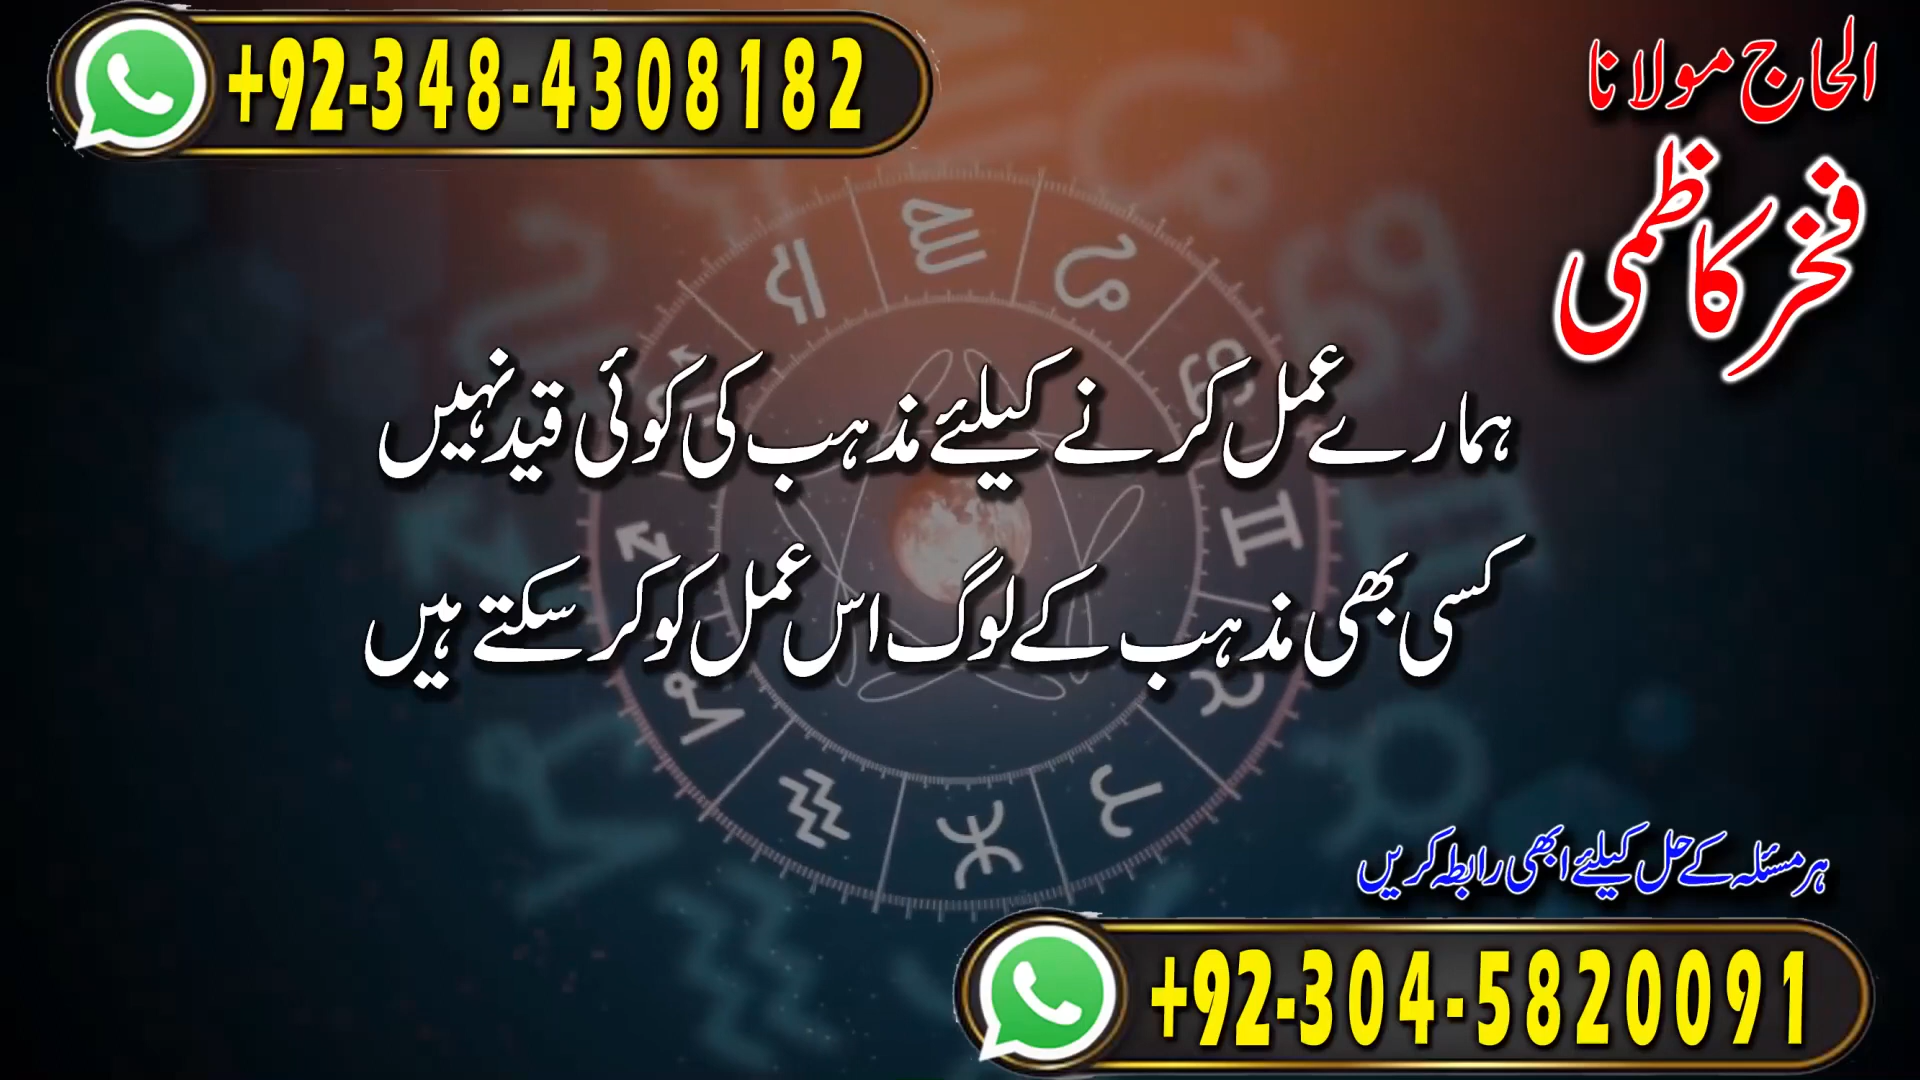 +92-348-4308182
الحاج مولانا
فخر کاظمی
ہمارے عمل کرنے کیلئے مذہب کی کوئی قید نہیں
کسی بھی مذہب کے لوگ اس عمل کو کر سکتے ہیں
ہر مسئلہ کے حل کیلئے ابھی رابطہ کریں
+92-304-5820091